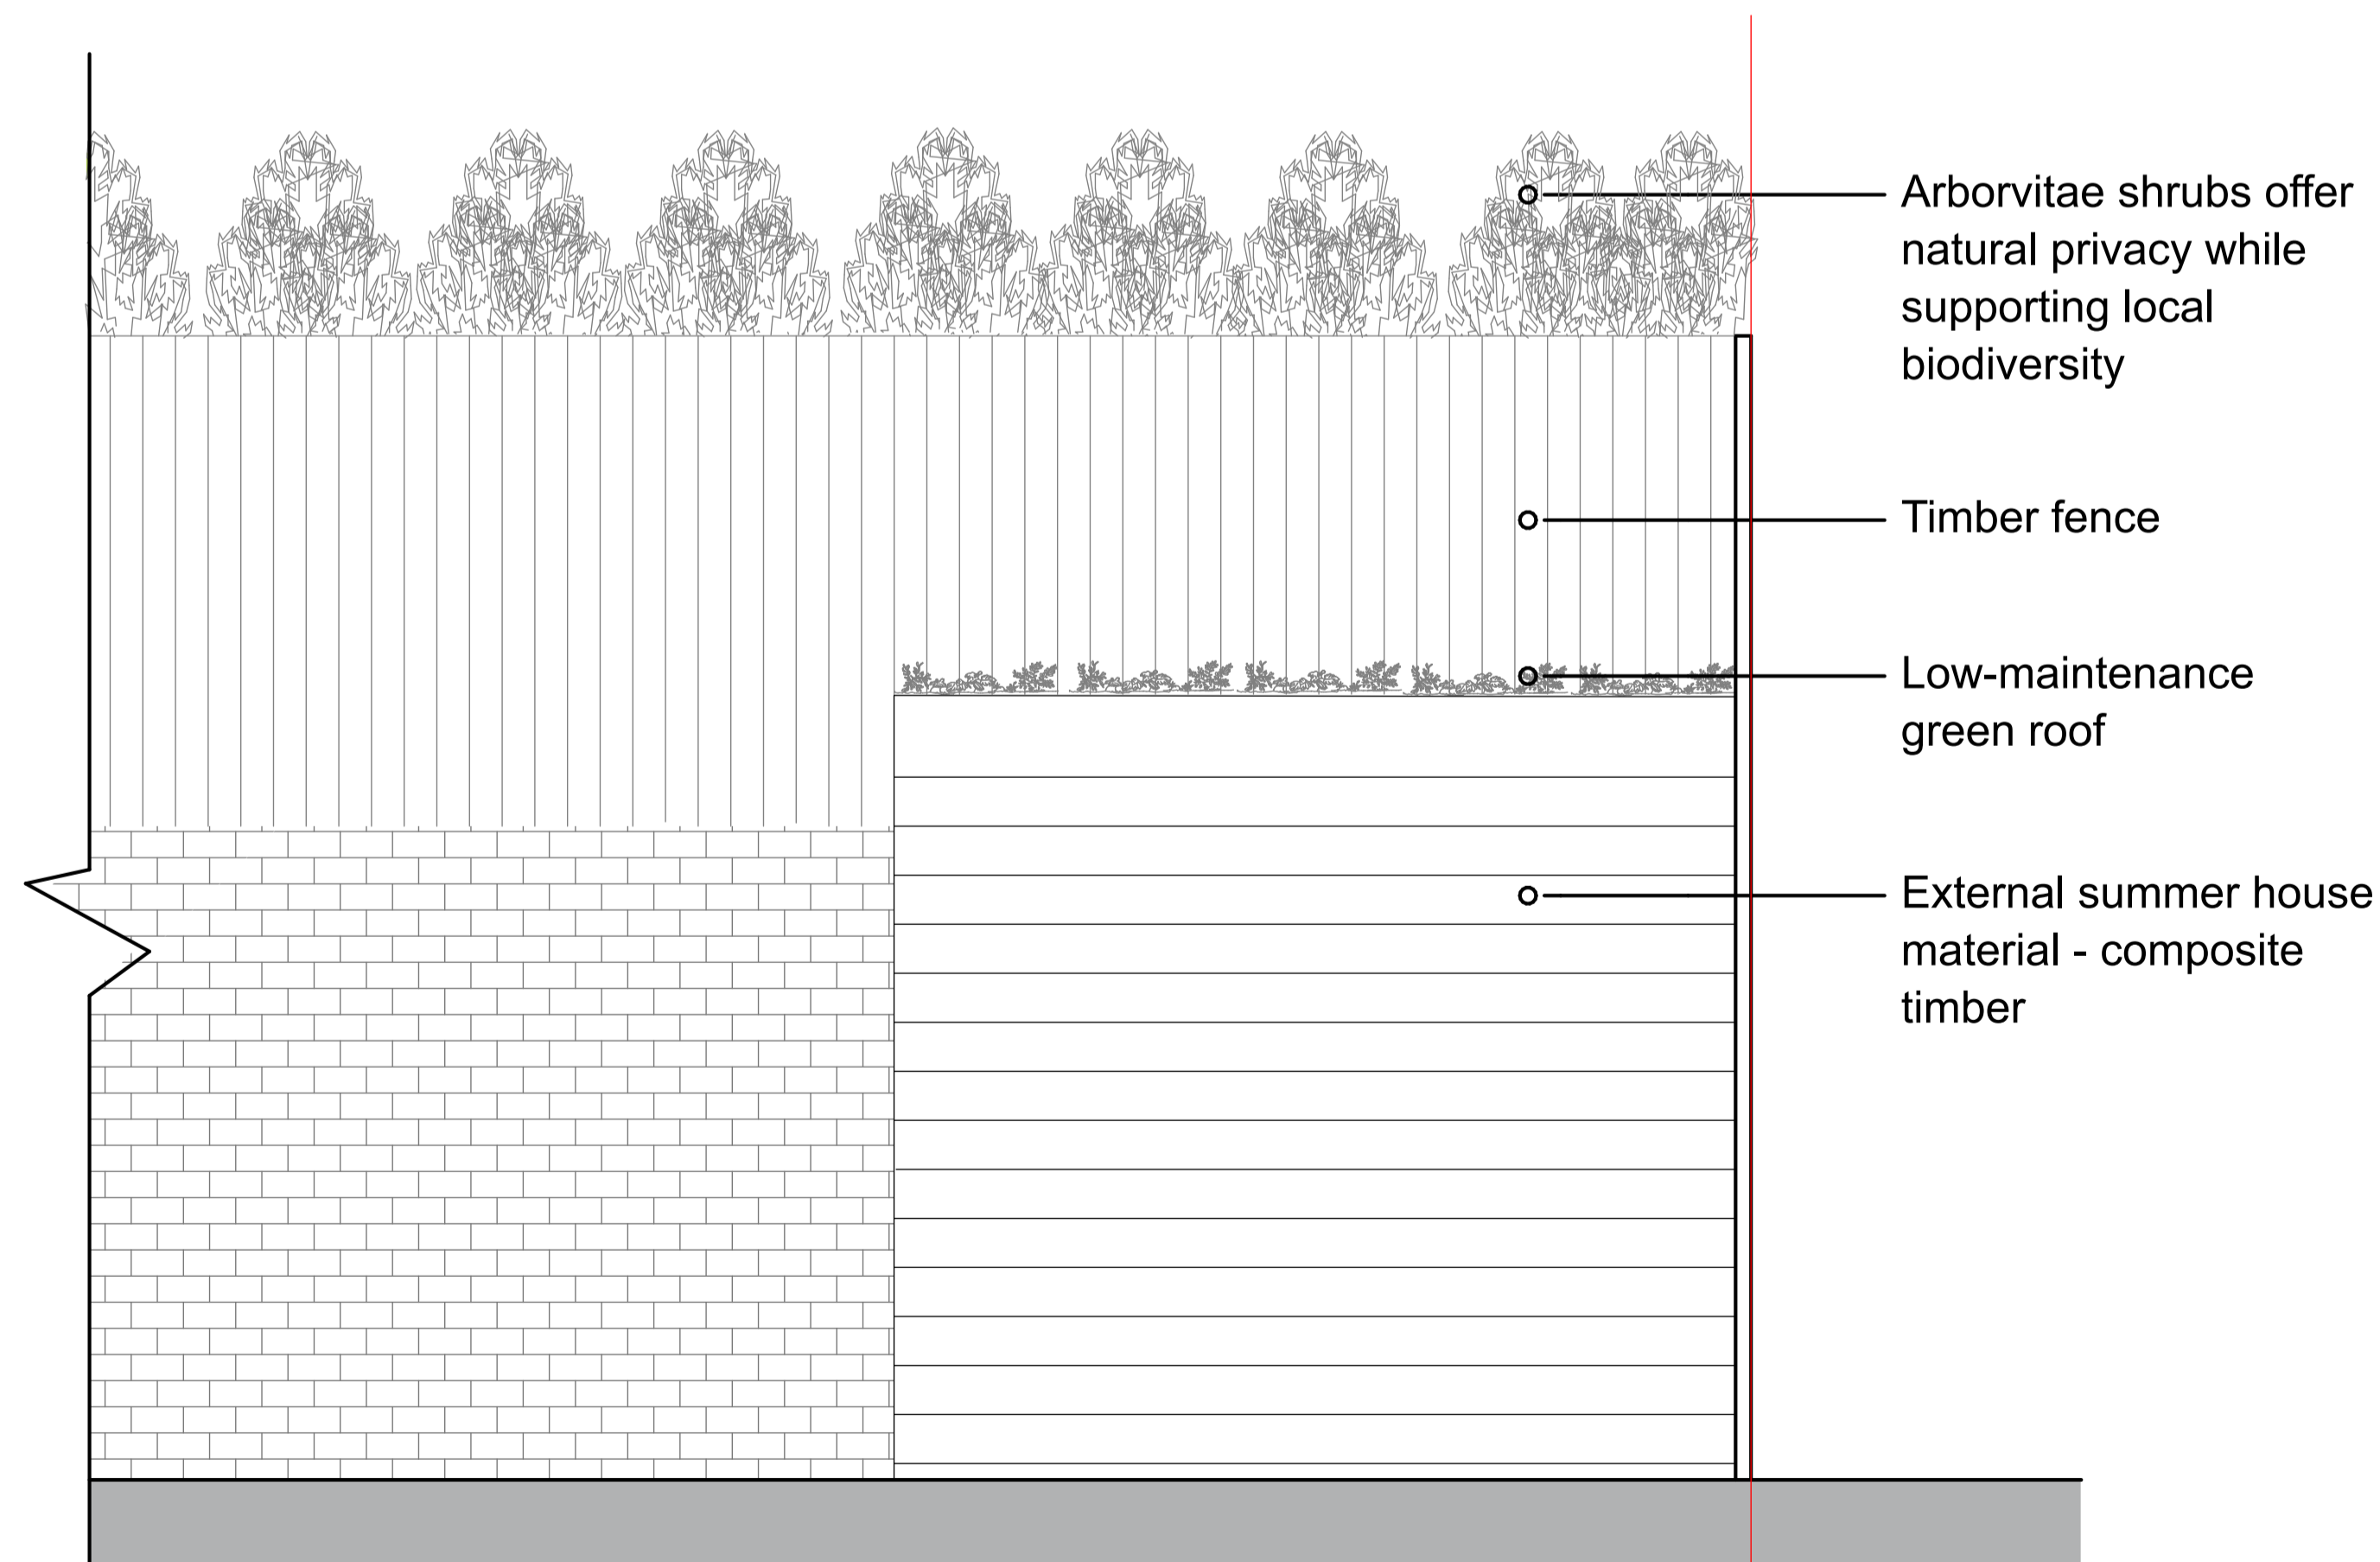 Arborvitae shrubs offer
natural privacy while
supporting local
biodiversity
Timber fence
Low-maintenance
green roof
External summer house
material - composite
timber